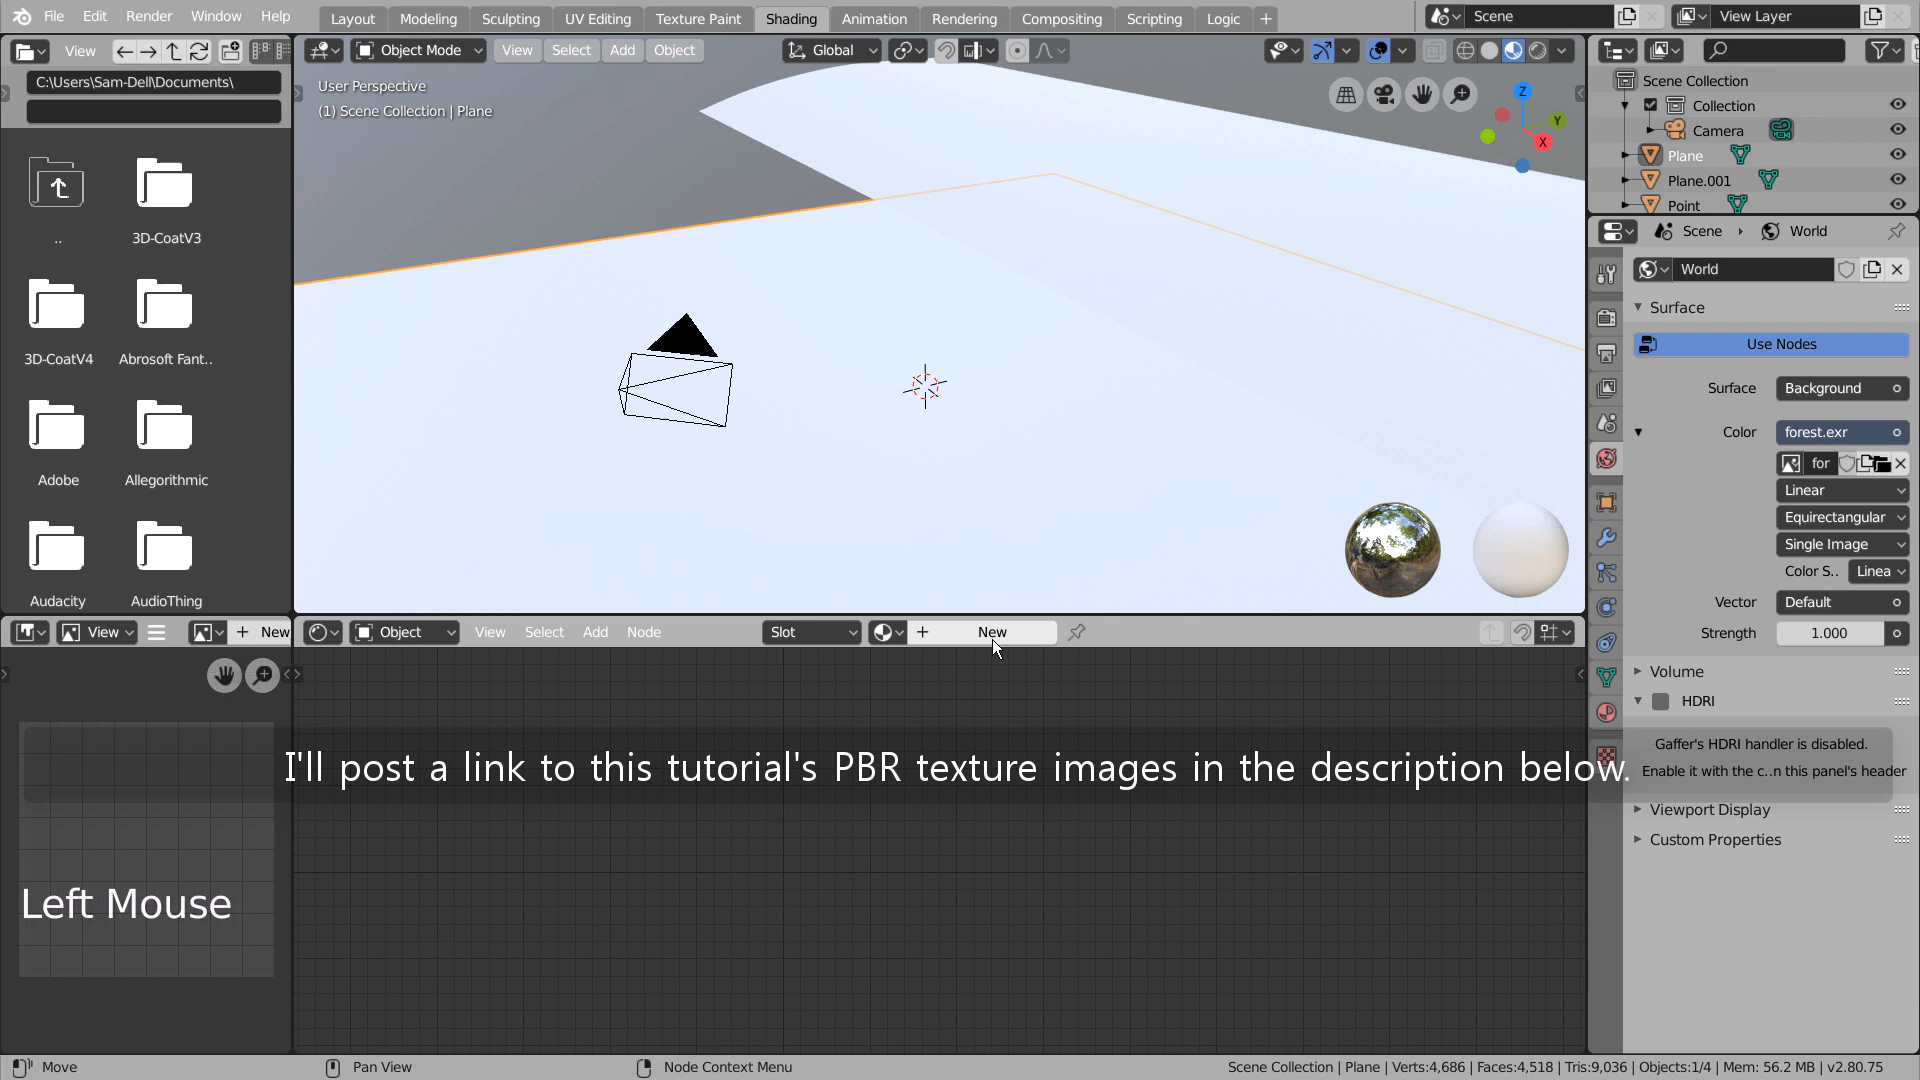 File Edit Render Window Help Layout Modeling Sculpting UV Editing Texture Paint Shading Animation Rendering Compositing Scripting Logic + Scene View Layer
View Object Mode View Select Add Object Global
C:\Users\Sam-Dell\Documents\
User Perspective
(1) Scene Collection | Plane
Z
Y
X
..
3D-CoatV3
3D-CoatV4
Abrosoft Fant..
Adobe
Allegorithmic
Audacity
AudioThing
Scene Collection
Collection
Camera
Plane
Plane.001
Point
Scene World
World
Surface
Use Nodes
Surface Background
Color forest.exr
for
Linear
Equirectangular
Single Image
Color S.. Linea
Vector Default
Strength 1.000
Volume
HDRI
Gaffer's HDRI handler is disabled.
Enable it with the c..n this panel's header
Viewport Display
Custom Properties
View + New Object View Select Add Node Slot + New
I'll post a link to this tutorial's PBR texture images in the description below.
Left Mouse
Move Pan View Node Context Menu Scene Collection | Plane | Verts:4,686 | Faces:4,518 | Tris:9,036 | Objects:1/4 | Mem: 56.2 MB | v2.80.75